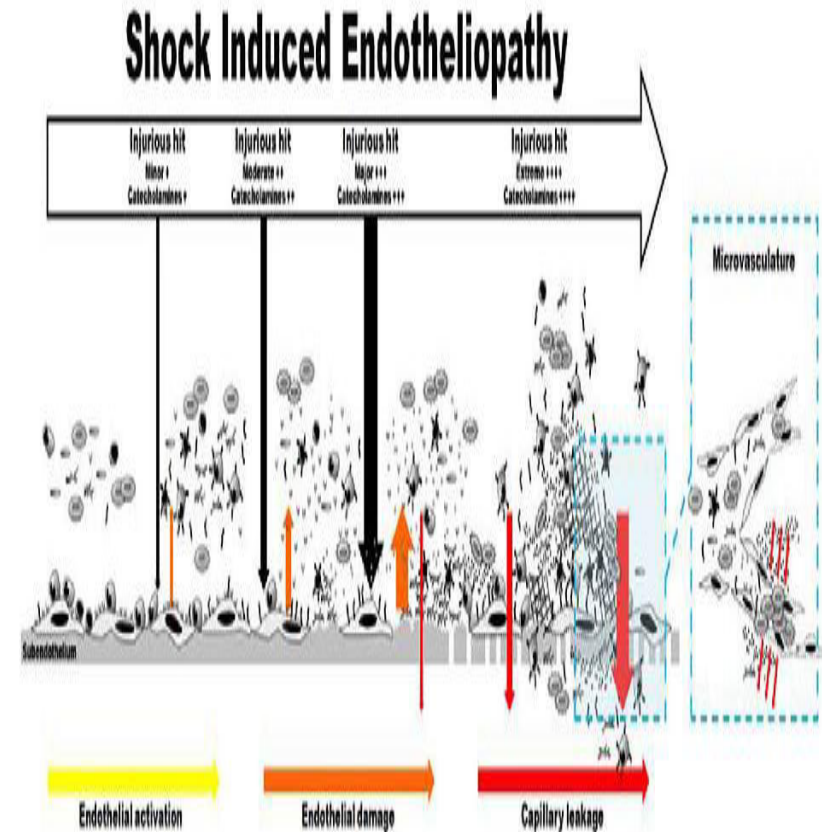 Shock Induced Endotheliopathy
Injurious hit
Minor +
Catecholamines +
Injurious hit
Moderate ++
Catecholamines ++
Injurious hit
Major +++
Catecholamines +++
Injurious hit
Extreme ++++
Catecholamines ++++
Microvasculature
Subendothelium
Endothelial activation
Endothelial damage
Capillary leakage